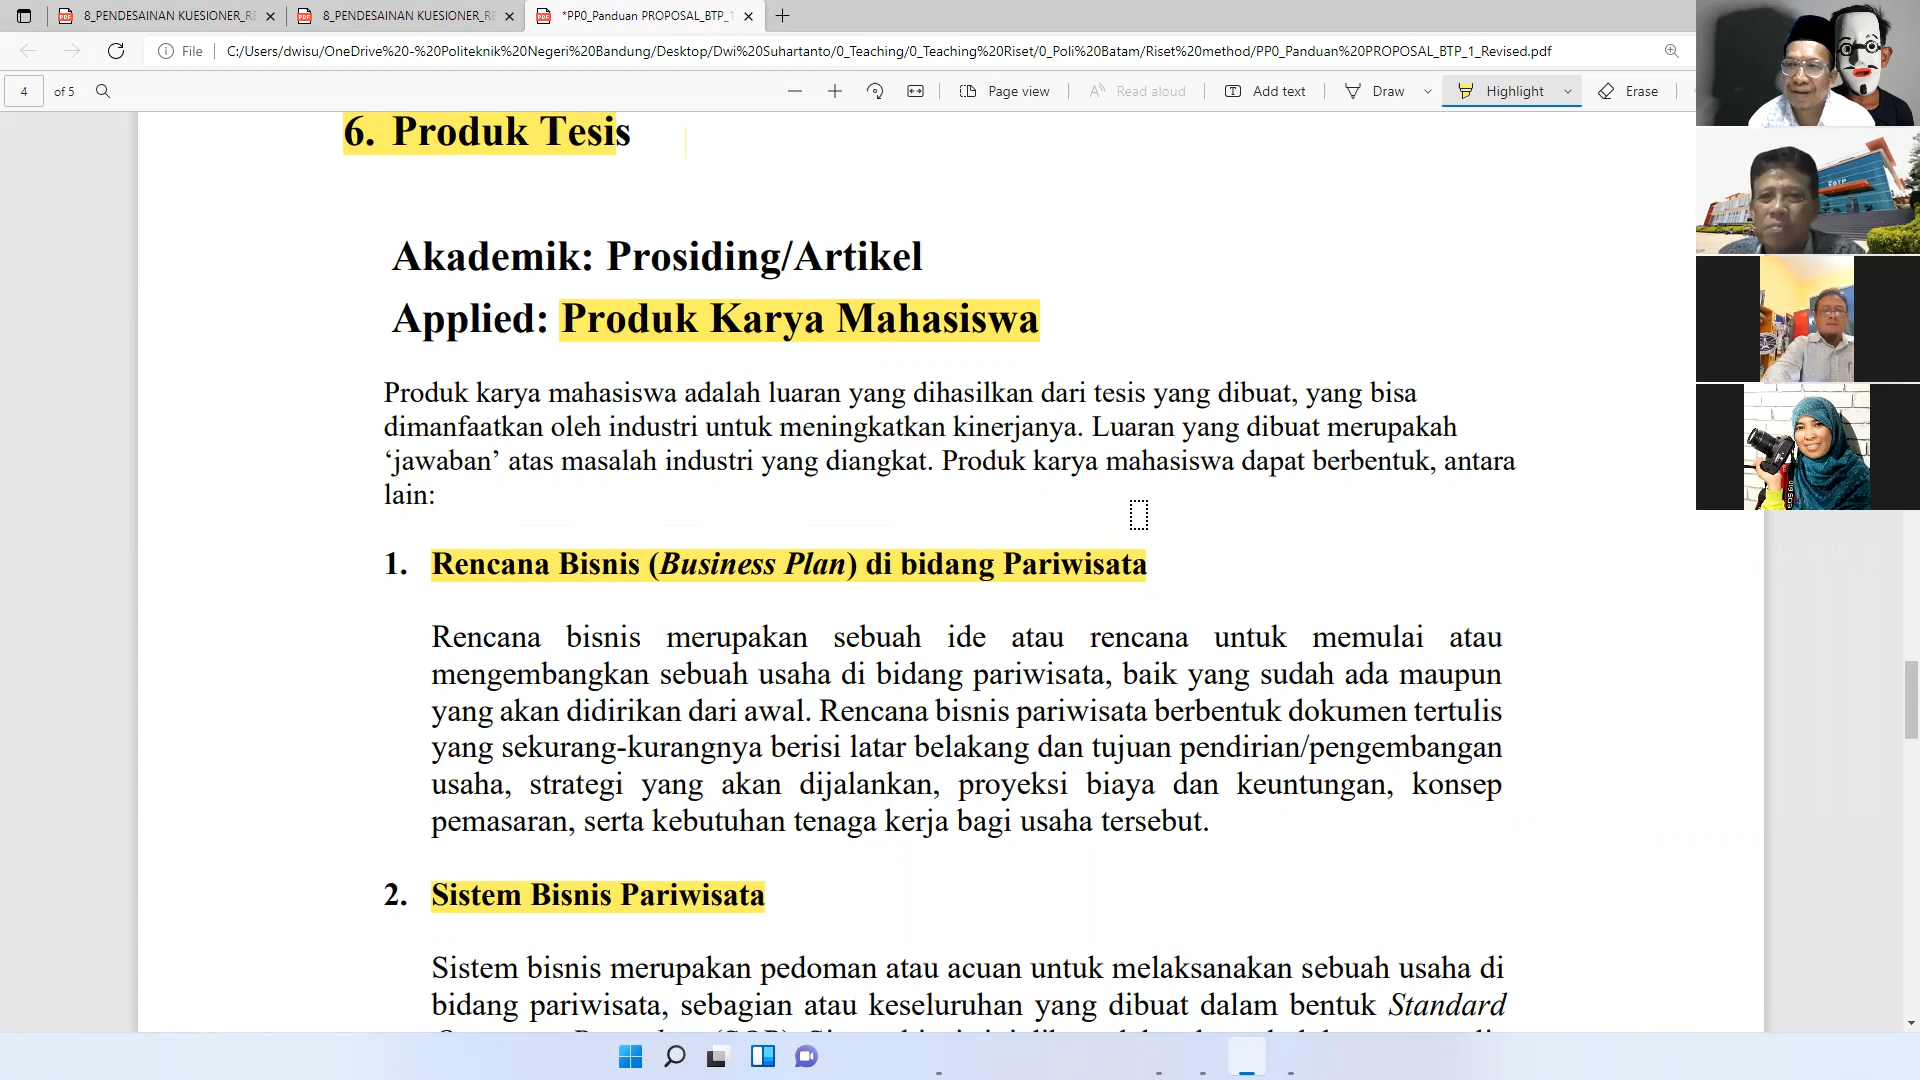 8_PENDESAINAN KUESIONER_RE
8_PENDESAINAN KUESIONER_RE
*PP0_Panduan PROPOSAL_BTP_1
File
C:/Users/dwisu/OneDrive%20-%20Politeknik%20Negeri%20Bandung/Desktop/Dwi%20Suhartanto/0_Teaching/0_Teaching%20Riset/0_Poli%20Batam/Riset%20method/PP0_Panduan%20PROPOSAL_BTP_1_Revised.pdf
4 of 5
Page view
Read aloud
Add text
Draw
Highlight
Erase
6. Produk Tesis
Akademik: Prosiding/Artikel
Applied: Produk Karya Mahasiswa
Produk karya mahasiswa adalah luaran yang dihasilkan dari tesis yang dibuat, yang bisa
dimanfaatkan oleh industri untuk meningkatkan kinerjanya. Luaran yang dibuat merupakah
‘jawaban’ atas masalah industri yang diangkat. Produk karya mahasiswa dapat berbentuk, antara
lain:
1. Rencana Bisnis (Business Plan) di bidang Pariwisata
Rencana bisnis merupakan sebuah ide atau rencana untuk memulai atau
mengembangkan sebuah usaha di bidang pariwisata, baik yang sudah ada maupun
yang akan didirikan dari awal. Rencana bisnis pariwisata berbentuk dokumen tertulis
yang sekurang-kurangnya berisi latar belakang dan tujuan pendirian/pengembangan
usaha, strategi yang akan dijalankan, proyeksi biaya dan keuntungan, konsep
pemasaran, serta kebutuhan tenaga kerja bagi usaha tersebut.
2. Sistem Bisnis Pariwisata
Sistem bisnis merupakan pedoman atau acuan untuk melaksanakan sebuah usaha di
bidang pariwisata, sebagian atau keseluruhan yang dibuat dalam bentuk Standard